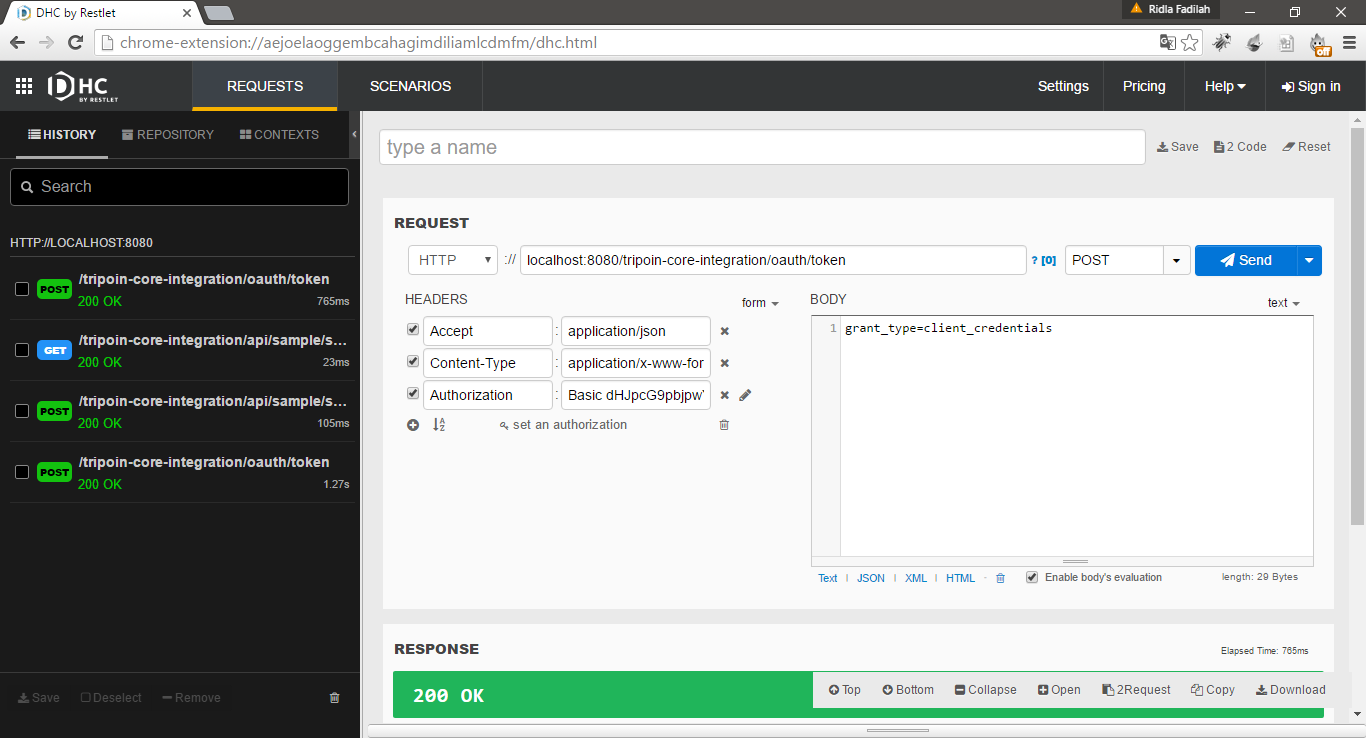 DHC by Restlet
Ridla Fadilah
chrome-extension://aejoelaoggembcahagimdiliamlcdmfm/dhc.html
off
DHC
BY RESTLET
REQUESTS
SCENARIOS
Settings
Pricing
Help
Sign in
HISTORY
REPOSITORY
CONTEXTS
Search
HTTP://LOCALHOST:8080
POST /tripoin-core-integration/oauth/token
200 OK 765ms
GET /tripoin-core-integration/api/sample/s...
200 OK 23ms
POST /tripoin-core-integration/api/sample/s...
200 OK 105ms
POST /tripoin-core-integration/oauth/token
200 OK 1.27s
Save Deselect Remove
type a name
Save 2 Code Reset
REQUEST
HTTP :// localhost:8080/tripoin-core-integration/oauth/token ? [0] POST Send
HEADERS form
Accept : application/json
Content-Type : application/x-www-for
Authorization : Basic dHJpcG9pbjpw
set an authorization
BODY text
1 grant_type=client_credentials
Text | JSON | XML | HTML - Enable body's evaluation length: 29 Bytes
RESPONSE Elapsed Time: 765ms
200 OK
Top Bottom Collapse Open 2Request Copy Download